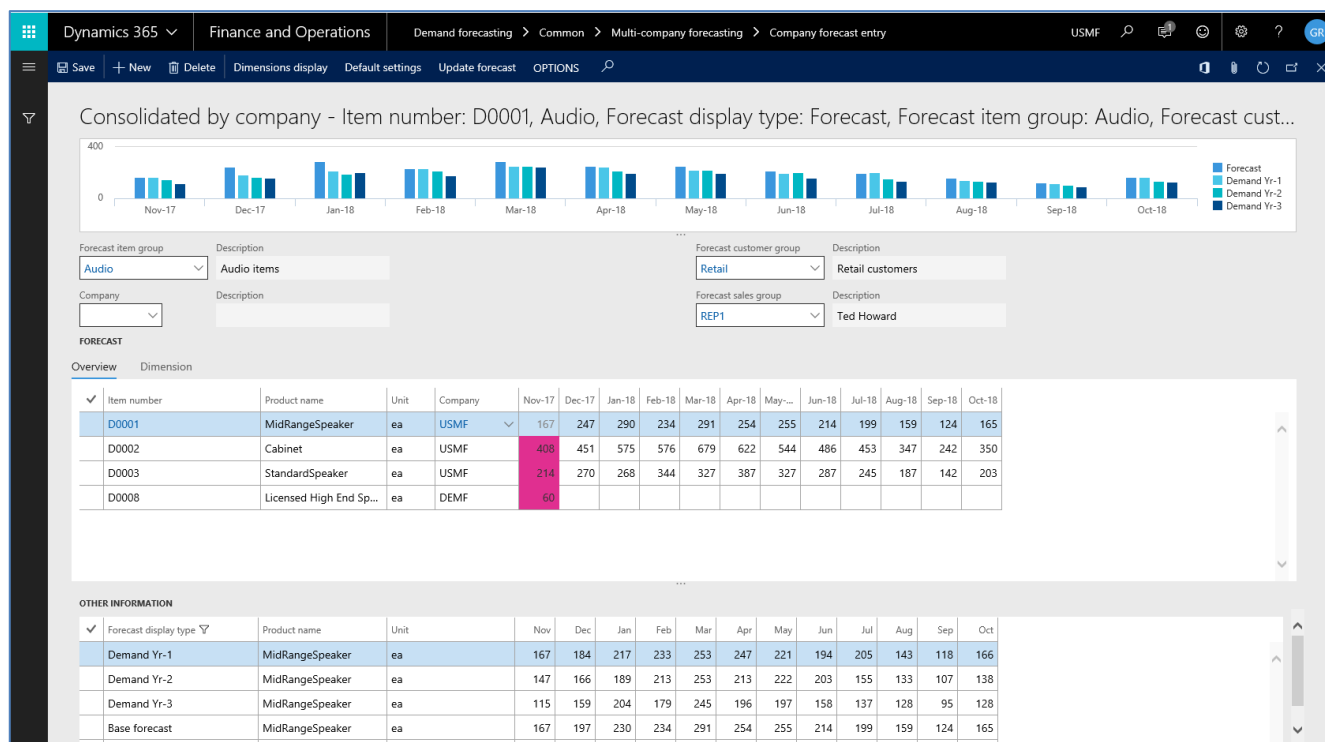 Dynamics 365 Finance and Operations Demand forecasting > Common > Multi-company forecasting > Company forecast entry USMF 1 ? GR
Save New Delete Dimensions display Default settings Update forecast OPTIONS
Consolidated by company - Item number: D0001, Audio, Forecast display type: Forecast, Forecast item group: Audio, Forecast cust...
400
0
Nov-17 Dec-17 Jan-18 Feb-18 Mar-18 Apr-18 May-18 Jun-18 Jul-18 Aug-18 Sep-18 Oct-18
Forecast
Demand Yr-1
Demand Yr-2
Demand Yr-3
Forecast item group Description Forecast customer group Description
Audio Audio items Retail Retail customers
Company Description Forecast sales group Description
REP1 Ted Howard
FORECAST
Overview Dimension
Item number Product name Unit Company Nov-17 Dec-17 Jan-18 Feb-18 Mar-18 Apr-18 May-... Jun-18 Jul-18 Aug-18 Sep-18 Oct-18
D0001 MidRangeSpeaker ea USMF 167 247 290 234 291 254 255 214 199 159 124 165
D0002 Cabinet ea USMF 408 451 575 576 679 622 544 486 453 347 242 350
D0003 StandardSpeaker ea USMF 214 270 268 344 327 387 327 287 245 187 142 203
D0008 Licensed High End Sp... ea DEMF 60
OTHER INFORMATION
Forecast display type Product name Unit Nov Dec Jan Feb Mar Apr May Jun Jul Aug Sep Oct
Demand Yr-1 MidRangeSpeaker ea 167 184 217 233 253 247 221 194 205 143 118 166
Demand Yr-2 MidRangeSpeaker ea 147 166 189 213 253 213 222 203 155 133 107 138
Demand Yr-3 MidRangeSpeaker ea 115 159 204 179 245 196 197 158 137 128 95 128
Base forecast MidRangeSpeaker ea 167 197 230 234 291 254 255 214 199 159 124 165